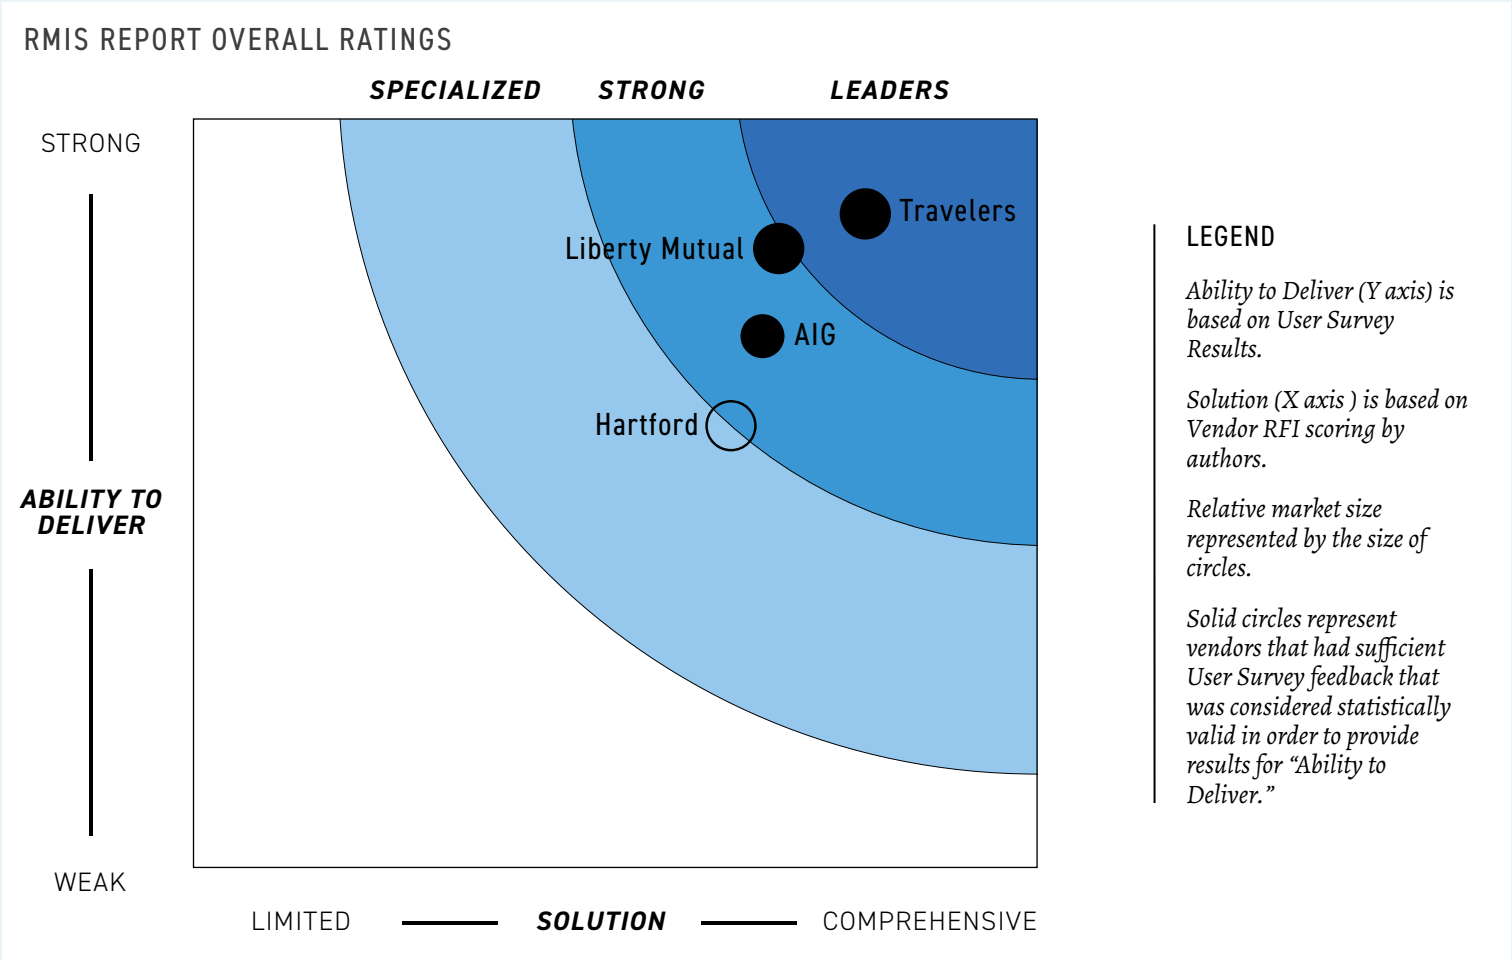 RMIS REPORT OVERALL RATINGS
SPECIALIZED STRONG LEADERS
STRONG
Travelers
Liberty Mutual
AIG
Hartford
ABILITY TO
DELIVER
WEAK
LIMITED SOLUTION COMPREHENSIVE
LEGEND
Ability to Deliver (Y axis) is
based on User Survey
Results.
Solution (X axis ) is based on
Vendor RFI scoring by
authors.
Relative market size
represented by the size of
circles.
Solid circles represent
vendors that had sufficient
User Survey feedback that
was considered statistically
valid in order to provide
results for “Ability to
Deliver.”